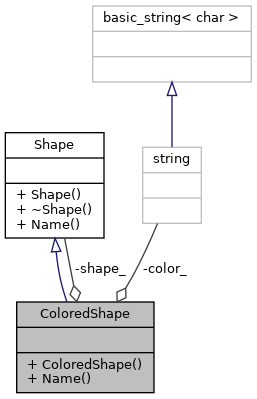 basic_string< char >
Shape
+ Shape()
+ ~Shape()
+ Name()
string
-shape_
-color_
ColoredShape
+ ColoredShape()
+ Name()